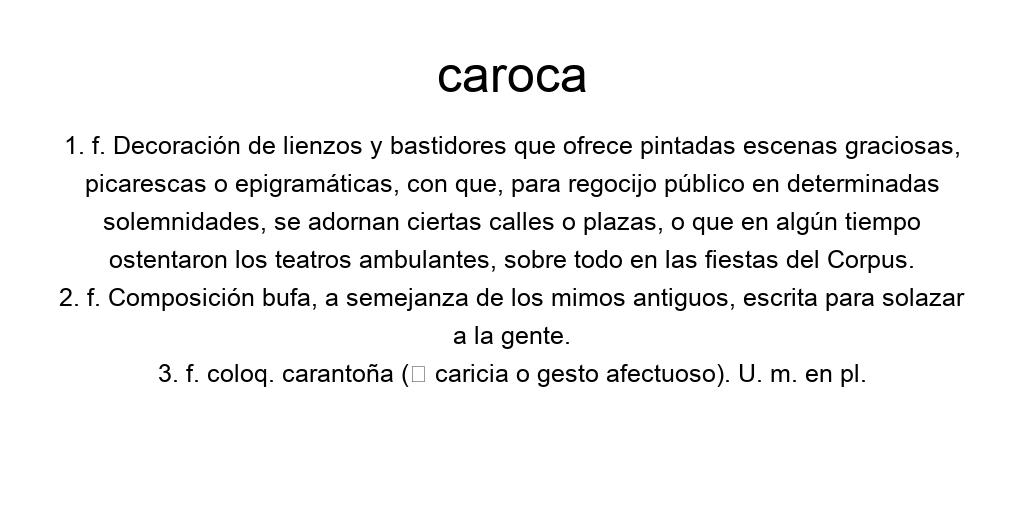 caroca
1. f. Decoración de lienzos y bastidores que ofrece pintadas escenas graciosas,
picarescas o epigramáticas, con que, para regocijo público en determinadas
solemnidades, se adornan ciertas calles o plazas, o que en algún tiempo
ostentaron los teatros ambulantes, sobre todo en las fiestas del Corpus.
2. f. Composición bufa, a semejanza de los mimos antiguos, escrita para solazar
a la gente.
3. f. coloq. carantoña (□ caricia o gesto afectuoso). U. m. en pl.